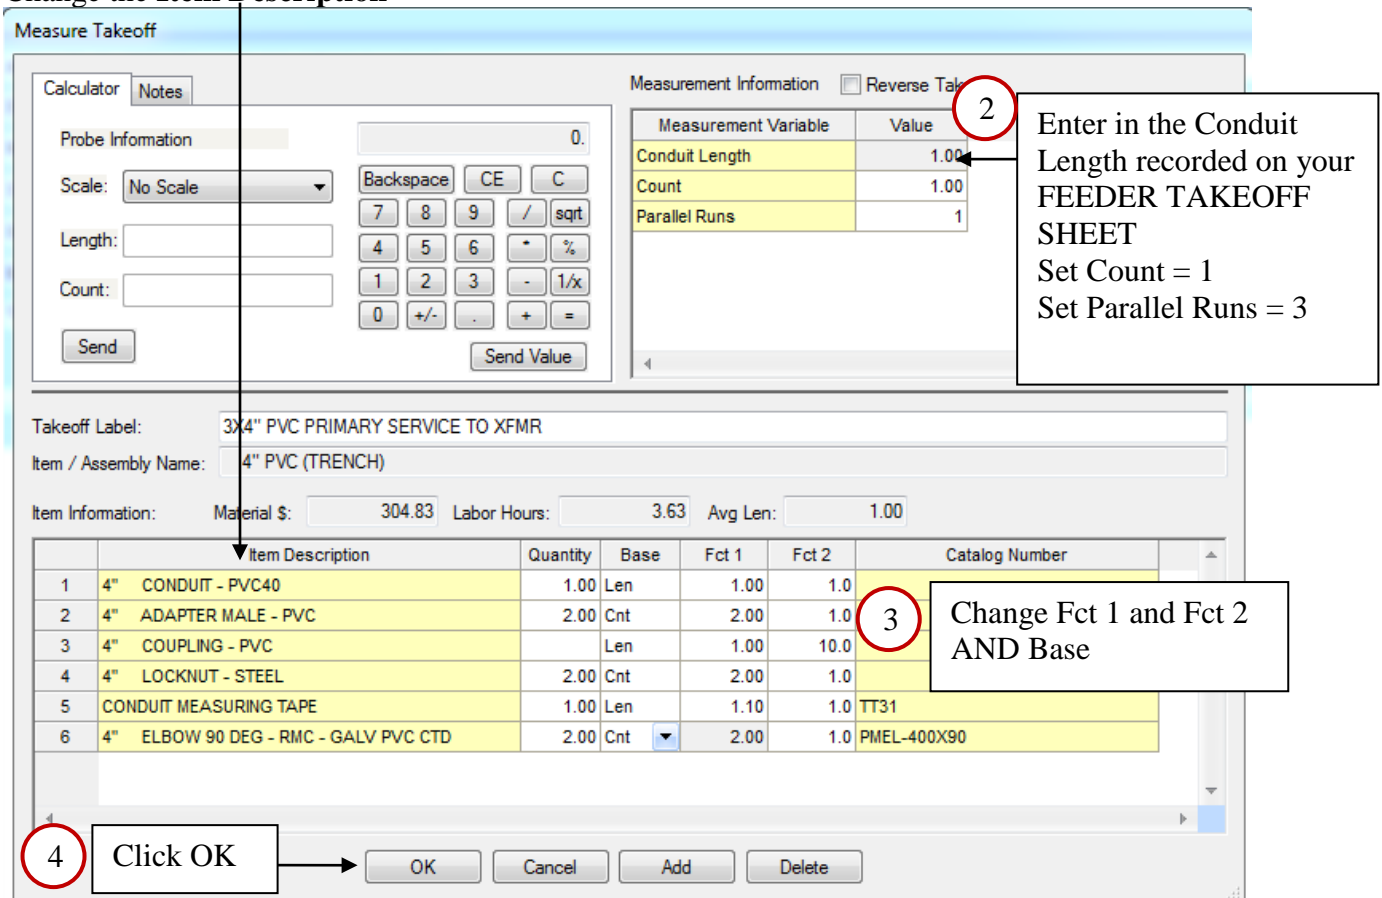 Change the Item Description
Measure Takeoff
Calculator Notes
Probe Information
0.
Scale: No Scale
Length:
Count:
Backspace CE C
7 8 9 / sqrt
4 5 6 * %
1 2 3 - 1/x
0 +/- . + =
Send
Send Value
Measurement Information Reverse Take
Measurement Variable Value
Conduit Length 1.00
Count 1.00
Parallel Runs 1
2
Enter in the Conduit
Length recorded on your
FEEDER TAKEOFF
SHEET
Set Count = 1
Set Parallel Runs = 3
Takeoff Label: 3X4" PVC PRIMARY SERVICE TO XFMR
Item / Assembly Name: 4" PVC (TRENCH)
Item Information: Material $: 304.83 Labor Hours: 3.63 Avg Len: 1.00
Item Description Quantity Base Fct 1 Fct 2 Catalog Number
1 4" CONDUIT - PVC40 1.00 Len 1.00 1.0
2 4" ADAPTER MALE - PVC 2.00 Cnt 2.00 1.0
3 4" COUPLING - PVC Len 1.00 10.0
4 4" LOCKNUT - STEEL 2.00 Cnt 2.00 1.0
5 CONDUIT MEASURING TAPE 1.00 Len 1.10 1.0 TT31
6 4" ELBOW 90 DEG - RMC - GALV PVC CTD 2.00 Cnt 2.00 1.0 PMEL-400X90
3
Change Fct 1 and Fct 2
AND Base
4
Click OK
OK Cancel Add Delete